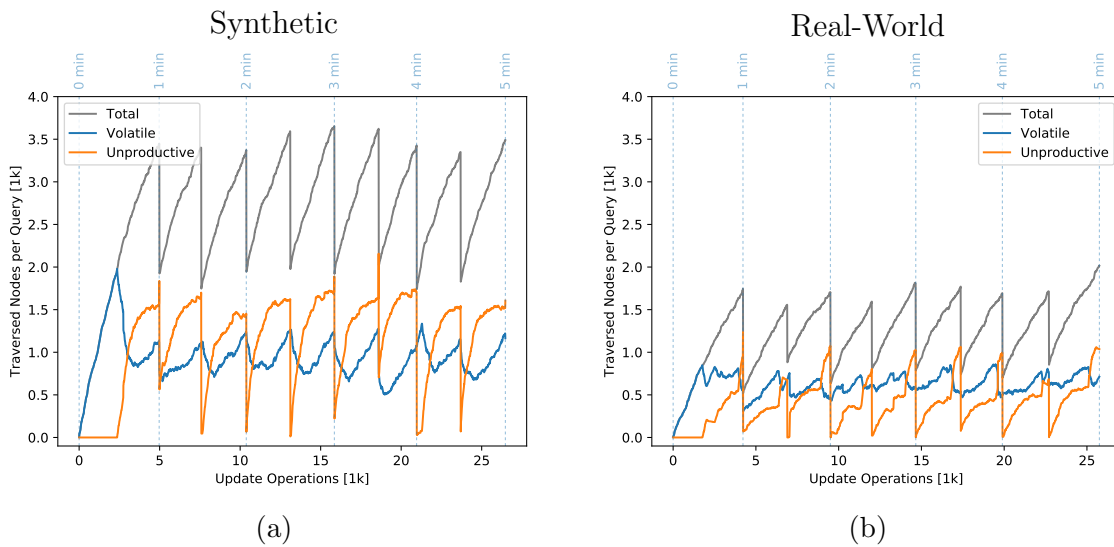 Synthetic
0 min
1 min
2 min
3 min
4 min
5 min
4.0
3.5
3.0
2.5
2.0
1.5
1.0
0.5
0.0
Traversed Nodes per Query [1k]
Total
Volatile
Unproductive
0
5
10
15
20
25
Update Operations [1k]
(a)
Real-World
0 min
1 min
2 min
3 min
4 min
5 min
4.0
3.5
3.0
2.5
2.0
1.5
1.0
0.5
0.0
Traversed Nodes per Query [1k]
Total
Volatile
Unproductive
0
5
10
15
20
25
Update Operations [1k]
(b)